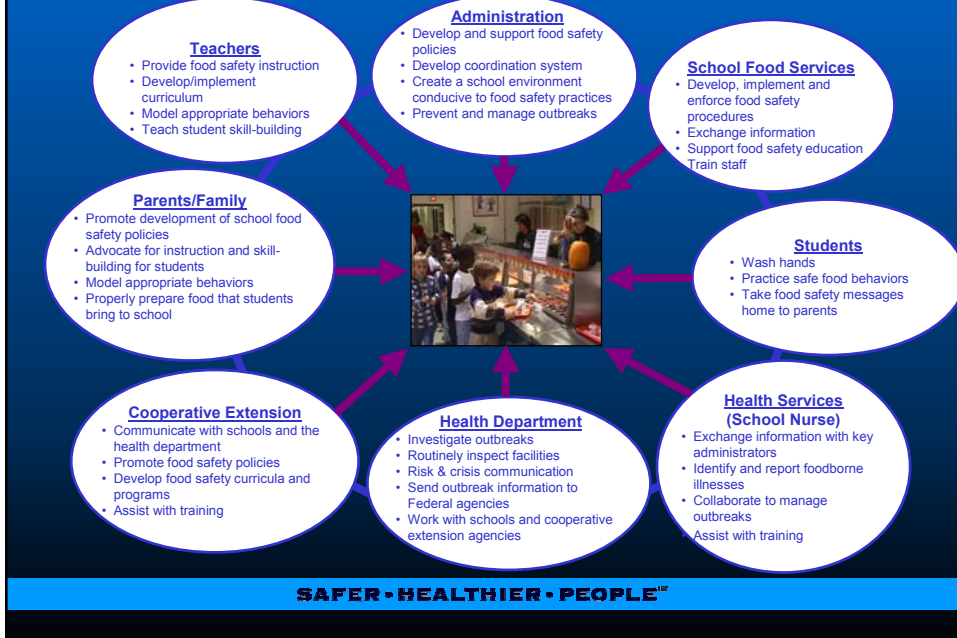 Administration
• Develop and support food safety
policies
• Develop coordination system
• Create a school environment
conducive to food safety practices
• Prevent and manage outbreaks
Teachers
• Provide food safety instruction
• Develop/implement
curriculum
• Model appropriate behaviors
• Teach student skill-building
School Food Services
• Develop, implement and
enforce food safety
procedures
• Exchange information
• Support food safety education
Train staff
Parents/Family
• Promote development of school food
safety policies
• Advocate for instruction and skill-
building for students
• Model appropriate behaviors
• Properly prepare food that students
bring to school
Students
• Wash hands
• Practice safe food behaviors
• Take food safety messages
home to parents
Cooperative Extension
• Communicate with schools and the
health department
• Promote food safety policies
• Develop food safety curricula and
programs
• Assist with training
Health Department
• Investigate outbreaks
• Routinely inspect facilities
• Risk & crisis communication
• Send outbreak information to
Federal agencies
• Work with schools and cooperative
extension agencies
Health Services
(School Nurse)
• Exchange information with key
administrators
• Identify and report foodborne
illnesses
• Collaborate to manage
outbreaks
• Assist with training
SAFER • HEALTHIER • PEOPLE™